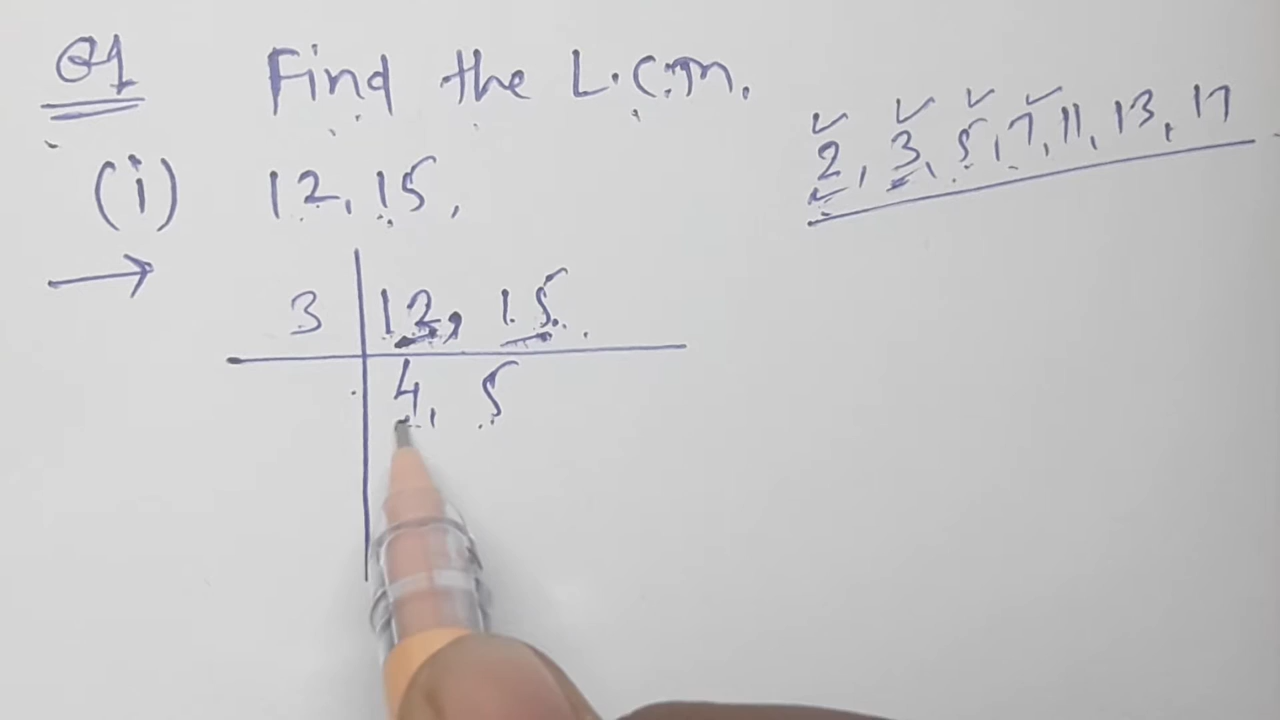 Q1 Find the L.C.M.
2, 3, 5, 7, 11, 13, 17
(i) 12, 15,
3 12, 15.
4, 5